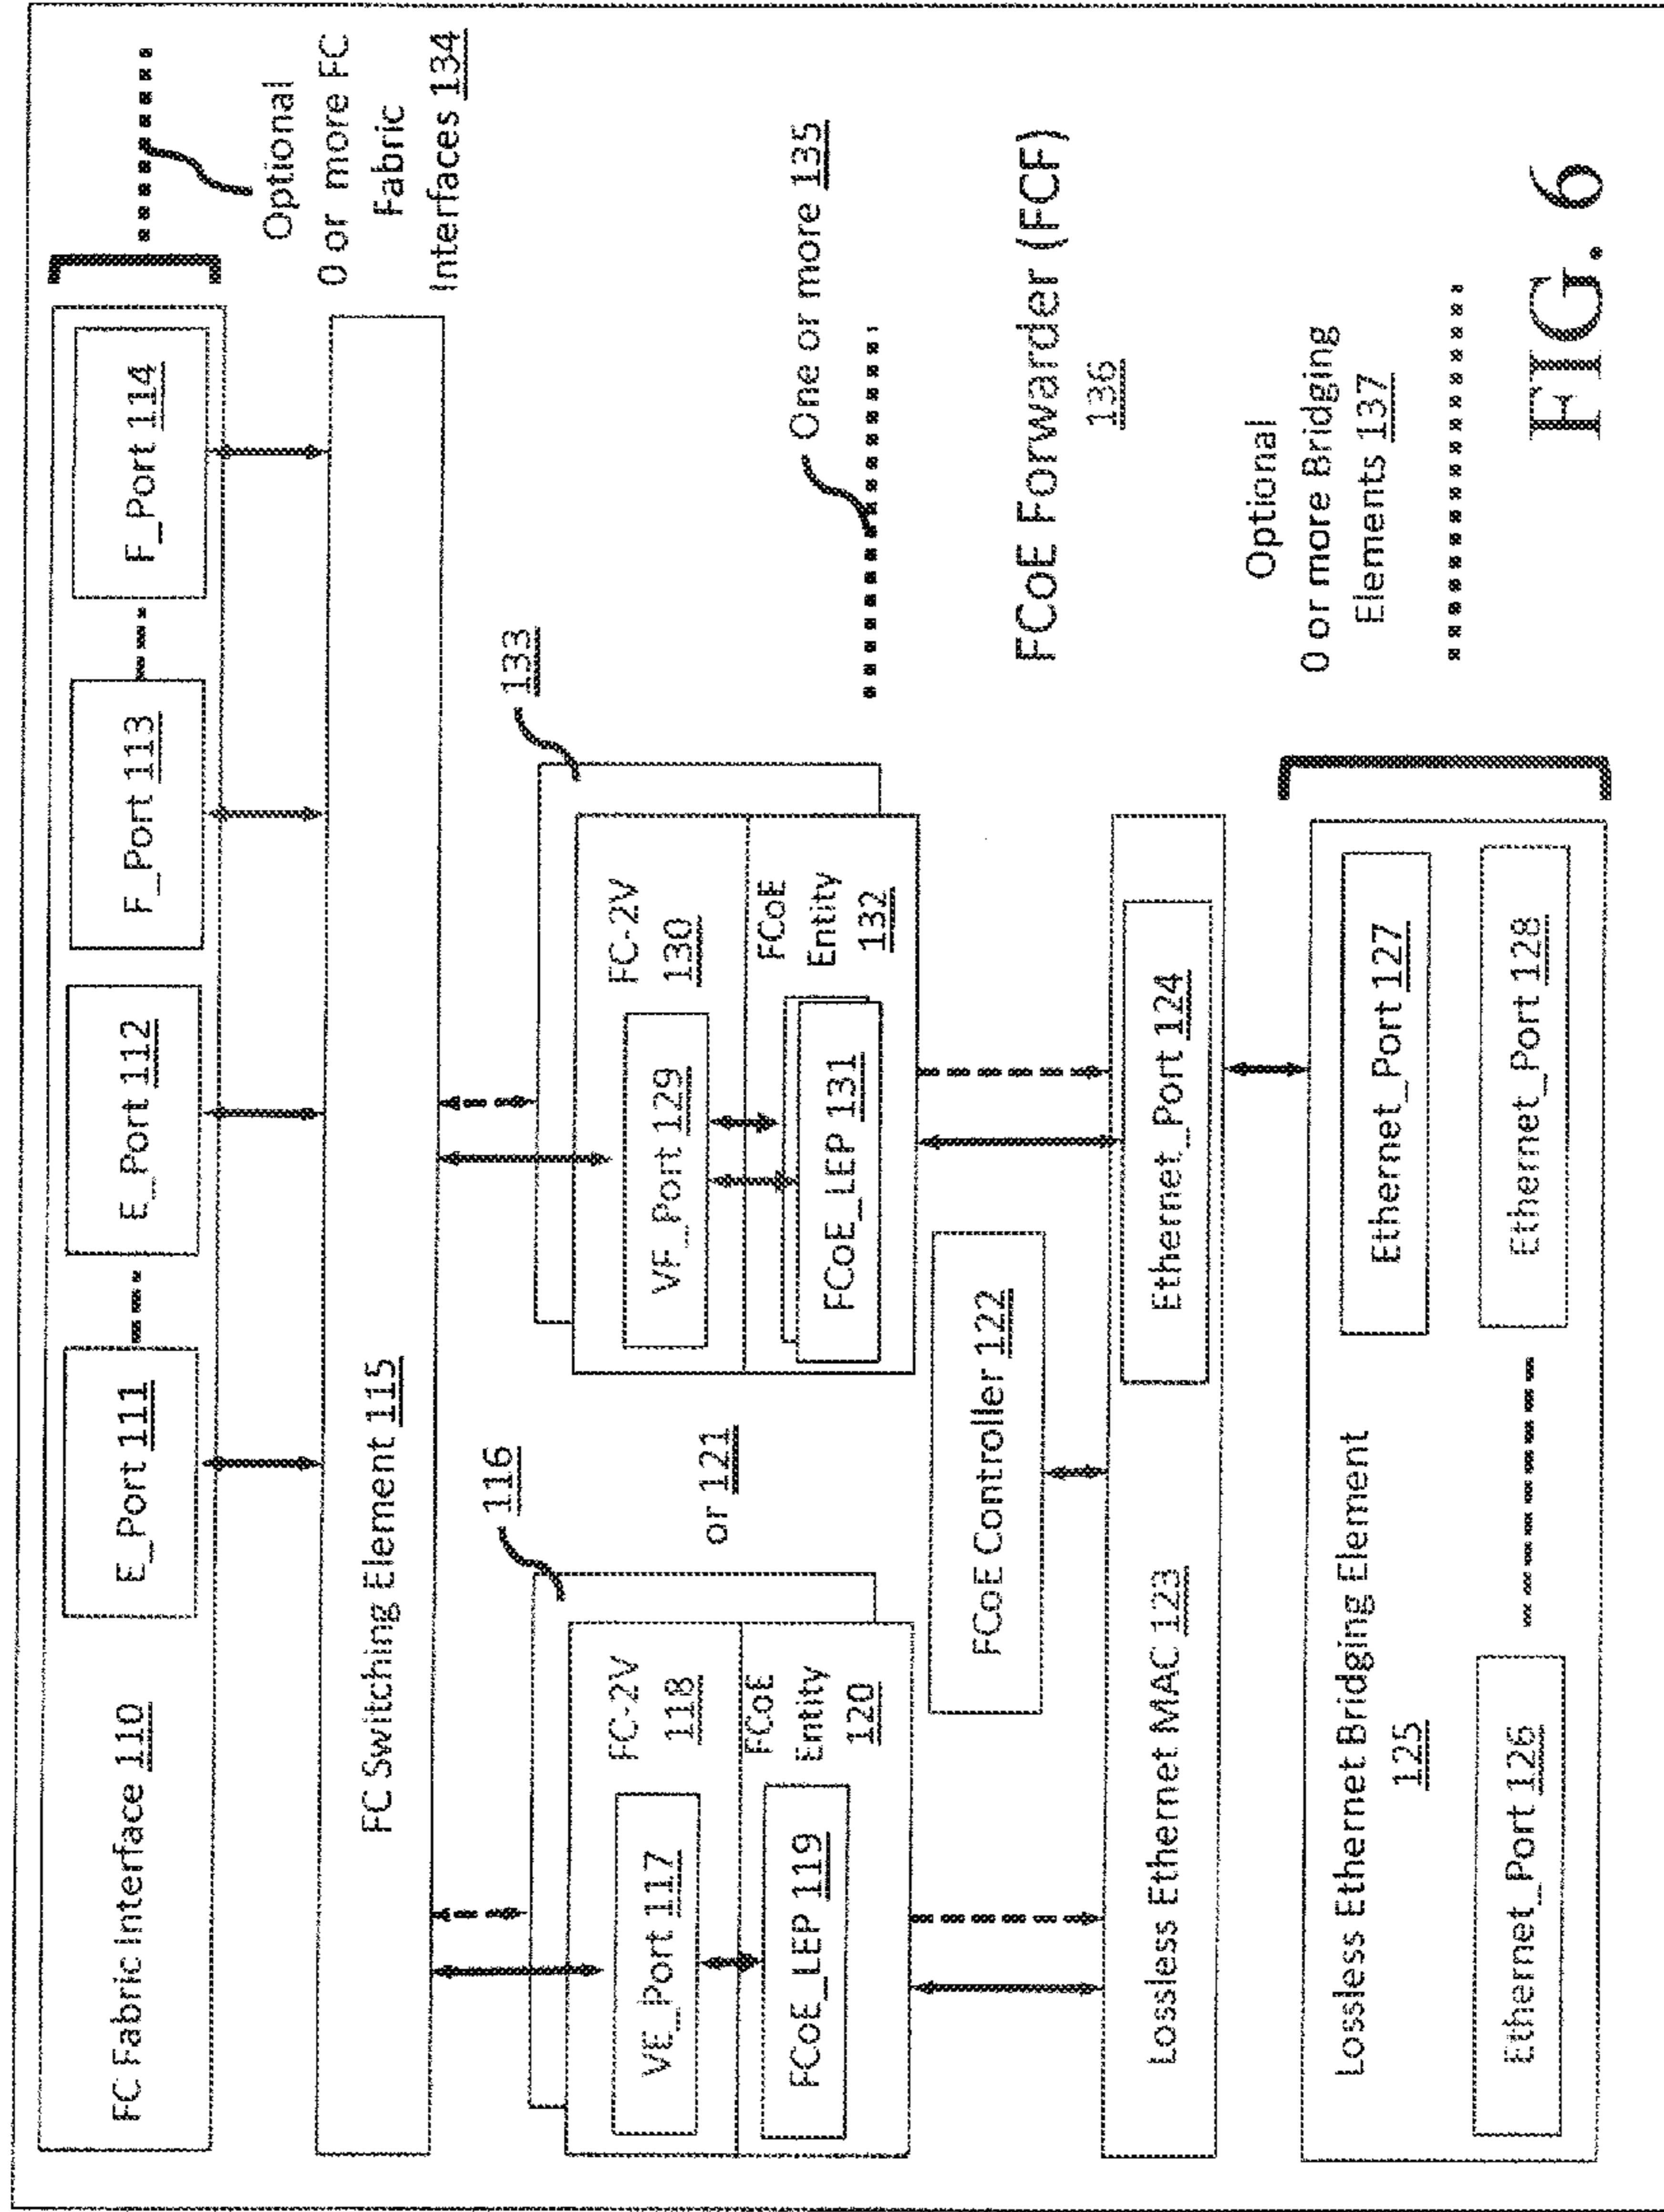 FC Fabric Interface 110
E_Port 111
E_Port 112
F_Port 113
F_Port 114
Optional
0 or more FC
Fabric
Interfaces 134
FC Switching Element 115
116
133
VE_Port 117
FC-2V
118
FCoE_LEP 119
FCoE
Entity
120
or 121
VF_Port 129
FC-2V
130
FCoE_LEP 131
FCoE
Entity
132
One or more 135
FCoE Controller 122
FCoE Forwarder (FCF)
136
Lossless Ethernet MAC 123
Ethernet_Port 124
Lossless Ethernet Bridging Element
125
Ethernet_Port 126
Ethernet_Port 127
Ethernet_Port 128
Optional
0 or more Bridging
Elements 137
FIG. 6